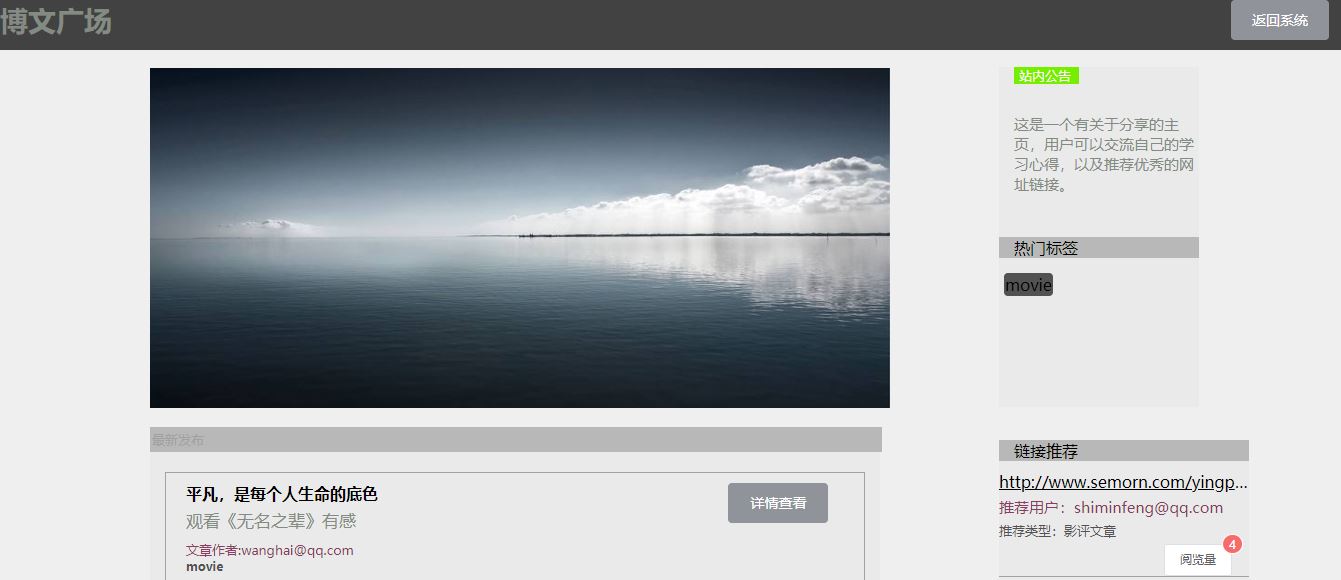 博文广场
返回系统
站内公告
这是一个有关于分享的主
页，用户可以交流自己的学
习心得，以及推荐优秀的网
址链接。
热门标签
movie
最新发布
平凡，是每个人生命的底色
详情查看
观看《无名之辈》有感
文章作者:wanghai@qq.com
movie
链接推荐
http://www.semorn.com/yingp...
推荐用户：shiminfeng@qq.com
推荐类型：影评文章
阅览量
4